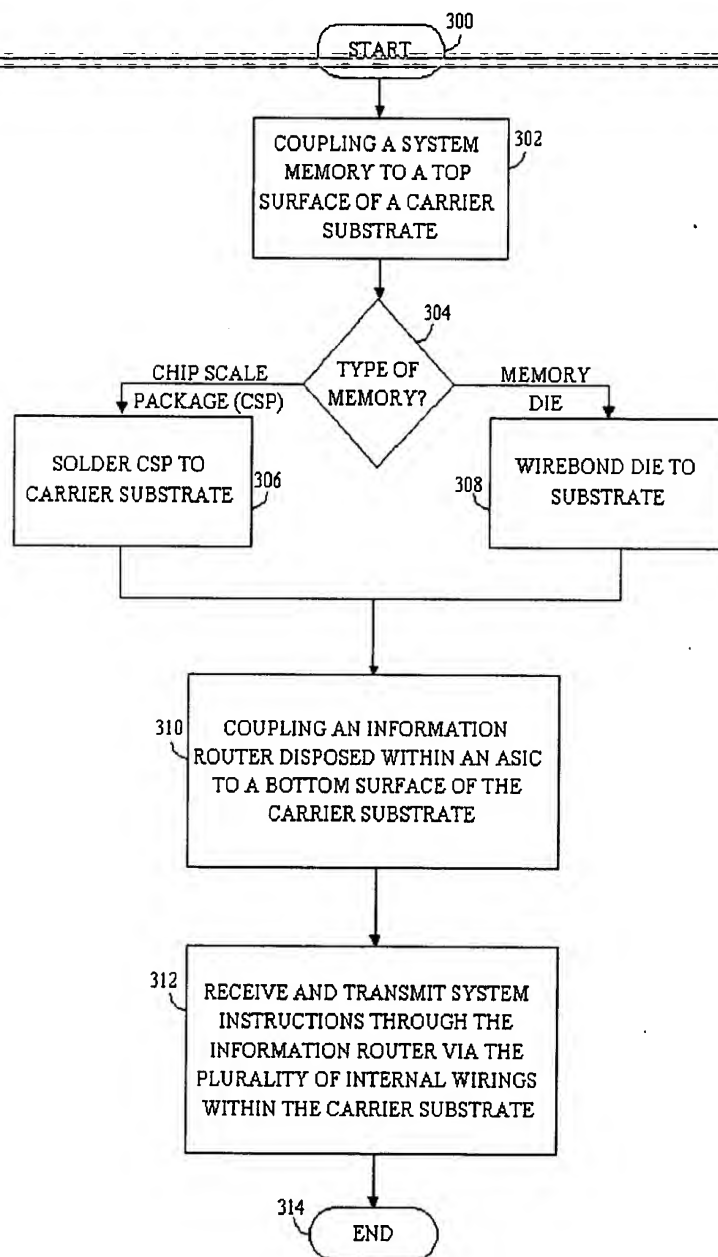 300
START
COUPLING A SYSTEM
MEMORY TO A TOP
SURFACE OF A CARRIER
SUBSTRATE
302
304
TYPE OF
MEMORY?
CHIP SCALE
PACKAGE (CSP)
MEMORY
DIE
SOLDER CSP TO
CARRIER SUBSTRATE
306
WIREBOND DIE TO
SUBSTRATE
308
310
COUPLING AN INFORMATION
ROUTER DISPOSED WITHIN AN ASIC
TO A BOTTOM SURFACE OF THE
CARRIER SUBSTRATE
312
RECEIVE AND TRANSMIT SYSTEM
INSTRUCTIONS THROUGH THE
INFORMATION ROUTER VIA THE
PLURALITY OF INTERNAL WIRINGS
WITHIN THE CARRIER SUBSTRATE
314
END